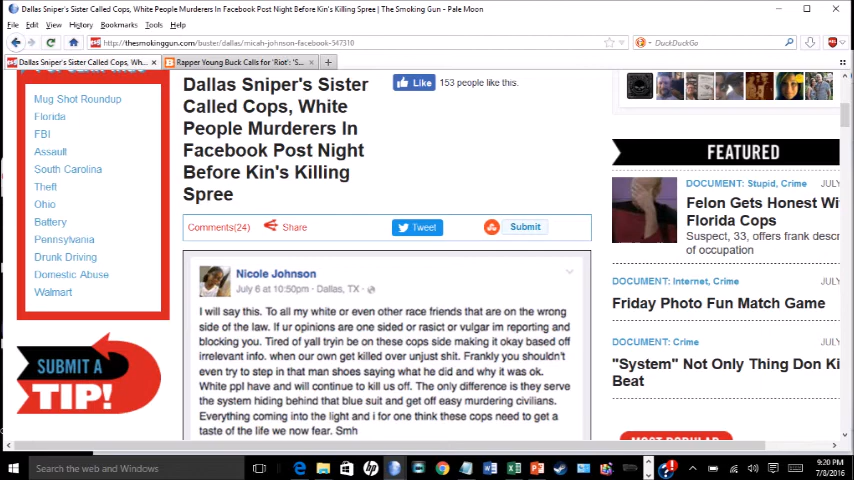 Dallas Sniper's Sister Called Cops, White People Murderers In Facebook Post Night Before Kin's Killing Spree | The Smoking Gun - Pale Moon
File Edit View History Bookmarks Tools Help
http://thesmokinggun.com/buster/dallas/micah-johnson-facebook-547310
DuckDuckGo
Dallas Sniper's Sister Called Cops, Wh...
Rapper Young Buck Calls for 'Riot': 'S...
Mug Shot Roundup
Florida
FBI
Assault
South Carolina
Theft
Ohio
Battery
Pennsylvania
Drunk Driving
Domestic Abuse
Walmart
SUBMIT A
TIP!
Dallas Sniper's Sister
Called Cops, White
People Murderers In
Facebook Post Night
Before Kin's Killing
Spree
Like 153 people like this.
Comments(24) Share Tweet Submit
Nicole Johnson
July 6 at 10:50pm · Dallas, TX ·
I will say this. To all my white or even other race friends that are on the wrong
side of the law. If ur opinions are one sided or rasict or vulgar im reporting and
blocking you. Tired of yall tryin be on these cops side making it okay based off
irrelevant info. when our own get killed over unjust shit. Frankly you shouldn't
even try to step in that man shoes saying what he did and why it was ok.
White ppl have and will continue to kill us off. The only difference is they serve
the system hiding behind that blue suit and get off easy murdering civilians.
Everything coming into the light and i for one think these cops need to get a
taste of the life we now fear. Smh
FEATURED
DOCUMENT: Stupid, Crime JULY
Felon Gets Honest Wi
Florida Cops
Suspect, 33, offers frank descr
of occupation
DOCUMENT: Internet, Crime JULY
Friday Photo Fun Match Game
DOCUMENT: Crime JULY
"System" Not Only Thing Don Ki
Beat
MOST POPULAR
Search the web and Windows
9:20 PM
7/8/2016